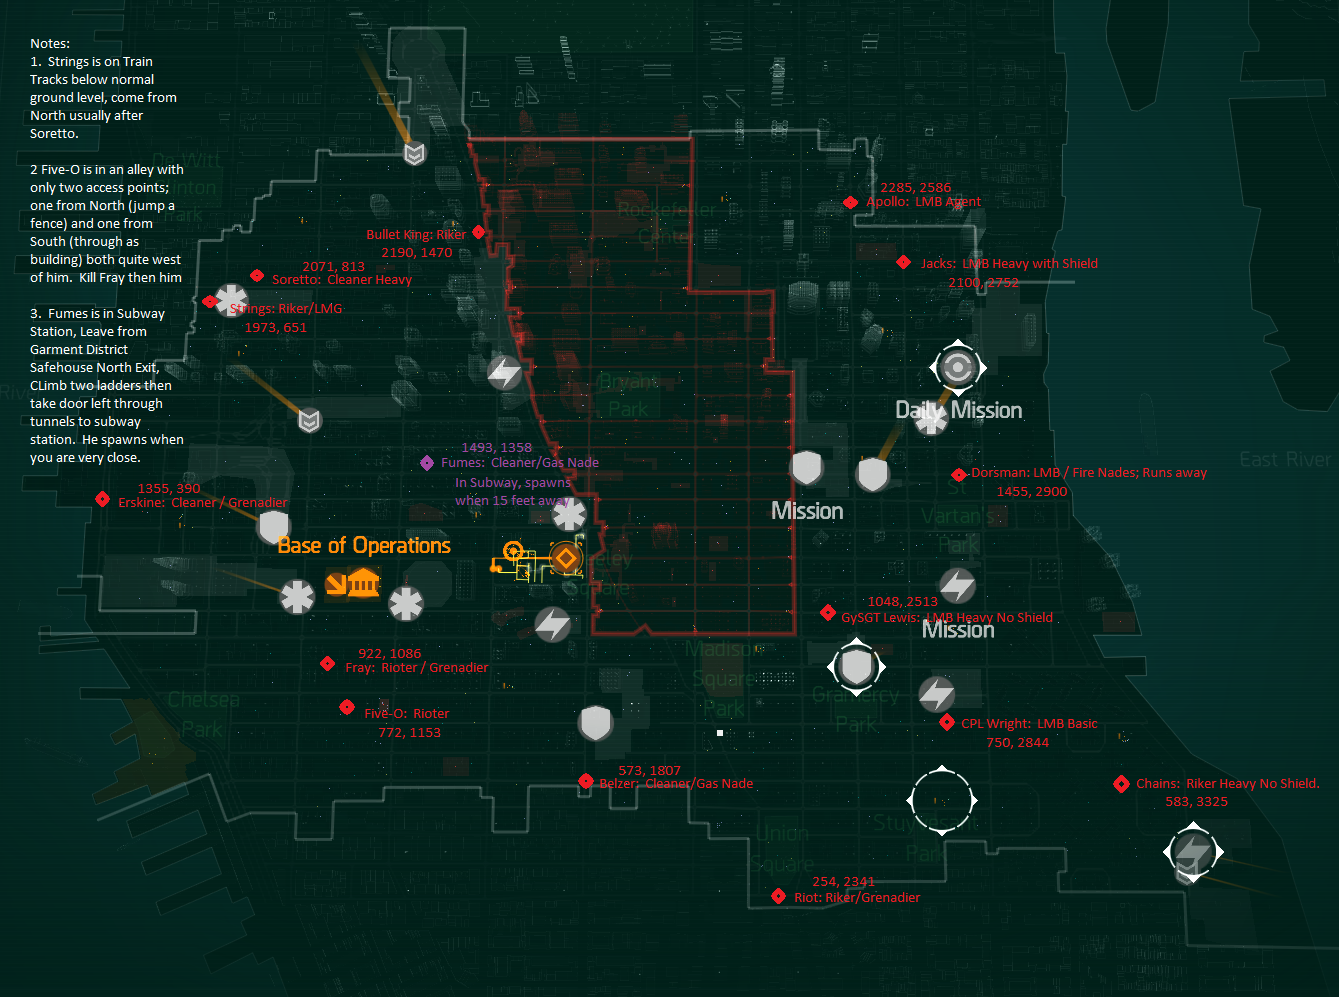 Notes:
1.  Strings is on Train
Tracks below normal
ground level, come from
North usually after
Soretto.
2 Five-O is in an alley with
only two access points;
one from North (jump a
fence) and one from
South (through as
building) both quite west
of him.  Kill Fray then him
3.  Fumes is in Subway
Station, Leave from
Garment District
Safehouse North Exit,
CLimb two ladders then
take door left through
tunnels to subway
station.  He spawns when
you are very close.
Park
Rockefeller
Center
2285, 2586
Apollo:  LMB Agent
Bullet King: Riker
2190, 1470
Jacks:  LMB Heavy with Shield
2100, 2752
2071, 813
Soretto:  Cleaner Heavy
Strings: Riker/LMG
1973, 651
Bryant
Park
Daily Mission
East River
1493, 1358
Fumes:  Cleaner/Gas Nade
In Subway, spawns
when 15 feet away
Dorsman: LMB / Fire Nades; Runs away
1455, 2900
1355, 390
Erskine: Cleaner / Grenadier
Mission
St
Vartan's
Park
Base of Operations
Square
1048, 2513
GySGT Lewis:  LMB Heavy No Shield
Mission
922, 1086
Fray:  Rioter / Grenadier
Madison
Square
Park
Gramercy
Park
Chelsea
Park
Five-O:  Rioter
772, 1153
CPL Wright:  LMB Basic
750, 2844
573, 1807
Belzer:  Cleaner/Gas Nade
Chains:  Riker Heavy No Shield.
583, 3325
Union
Square
Stuyvesant
Park
254, 2341
Riot: Riker/Grenadier